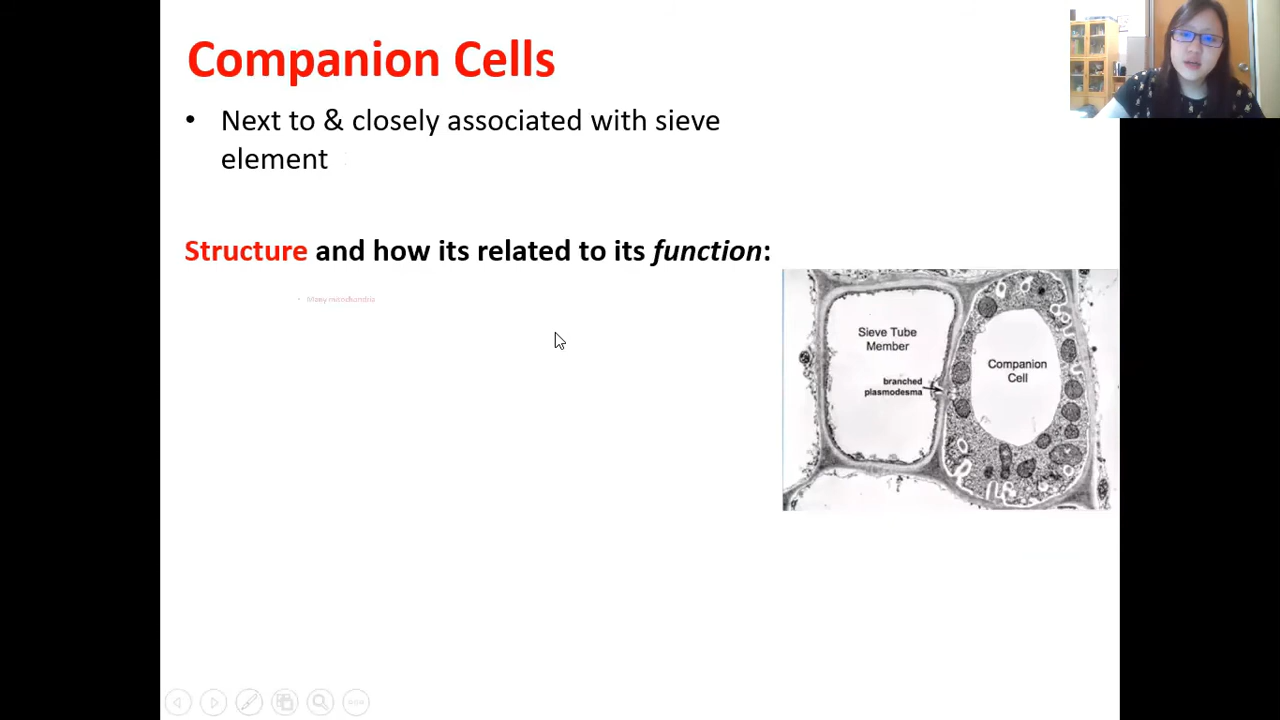 Companion Cells
• Next to & closely associated with sieve
element
Structure and how its related to its function:
• Many mitochondria
Sieve Tube
Member
Companion
Cell
branched
plasmodesma